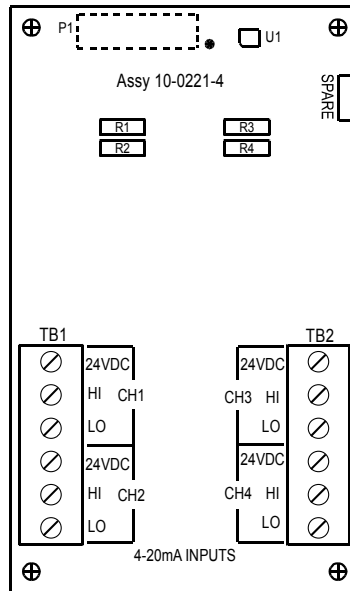 P1
U1
Assy 10-0221-4
SPARE
R1 R3
R2 R4
TB1 TB2
24VDC 24VDC
HI CH1 CH3 HI
LO LO
24VDC 24VDC
HI CH2 CH4 HI
LO LO
4-20mA INPUTS